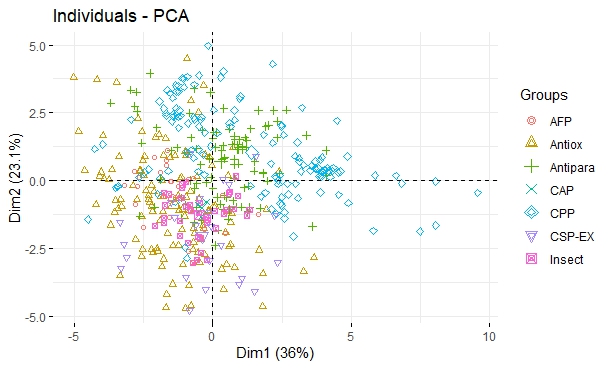 Individuals - PCA
5.0
2.5
0.0
-2.5
-5.0
Dim2 (23.1%)
-5
0
5
10
Dim1 (36%)
Groups
AFP
Antiox
Antipara
CAP
CPP
CSP-EX
Insect